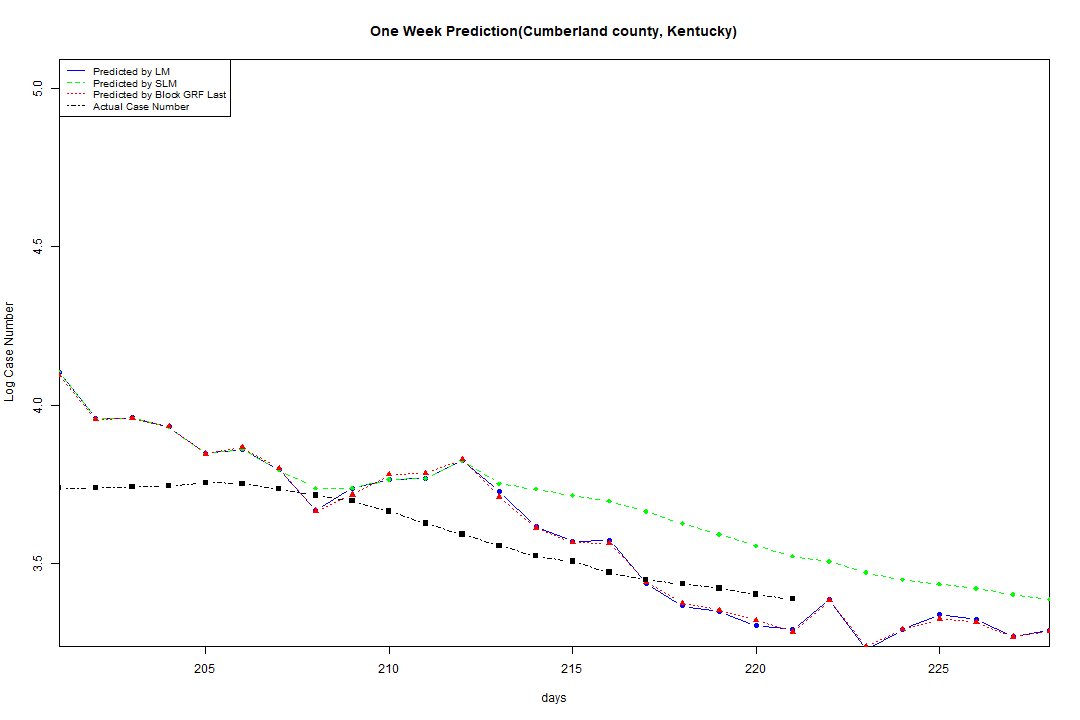 One Week Prediction(Cumberland county, Kentucky)
Predicted by LM
Predicted by SLM
Predicted by Block GRF Last
Actual Case Number
5.0
4.5
4.0
3.5
Log Case Number
205 210 215 220 225
days